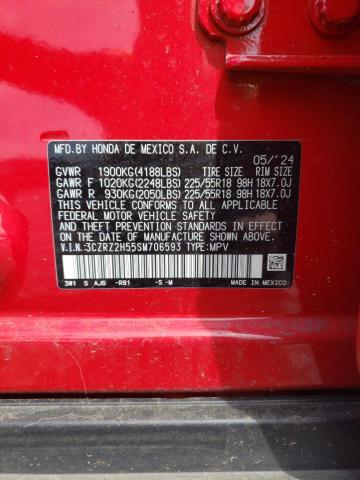 MFD.BY HONDA DE MEXICO S.A. DE C.V.
05/'24
GVWR 1900KG(4188LBS) TIRE SIZE RIM SIZE
GAWR F 1020KG(2248LBS) 225/55R18 98H 18X7.0J
GAWR R 930KG(2050LBS) 225/55R18 98H 18X7.0J
THIS VEHICLE CONFORMS TO ALL APPLICABLE
FEDERAL MOTOR VEHICLE SAFETY, BUMPER, AND
THEFT PREVENTION STANDARDS IN EFFECT ON THE
DATE OF MANUFACTURE SHOWN ABOVE.
V.I.N.:3CZRZ2H55SM706593 TYPE:MPV
3W1 S AJ6 -R81 -S -M
MADE IN MEXICO